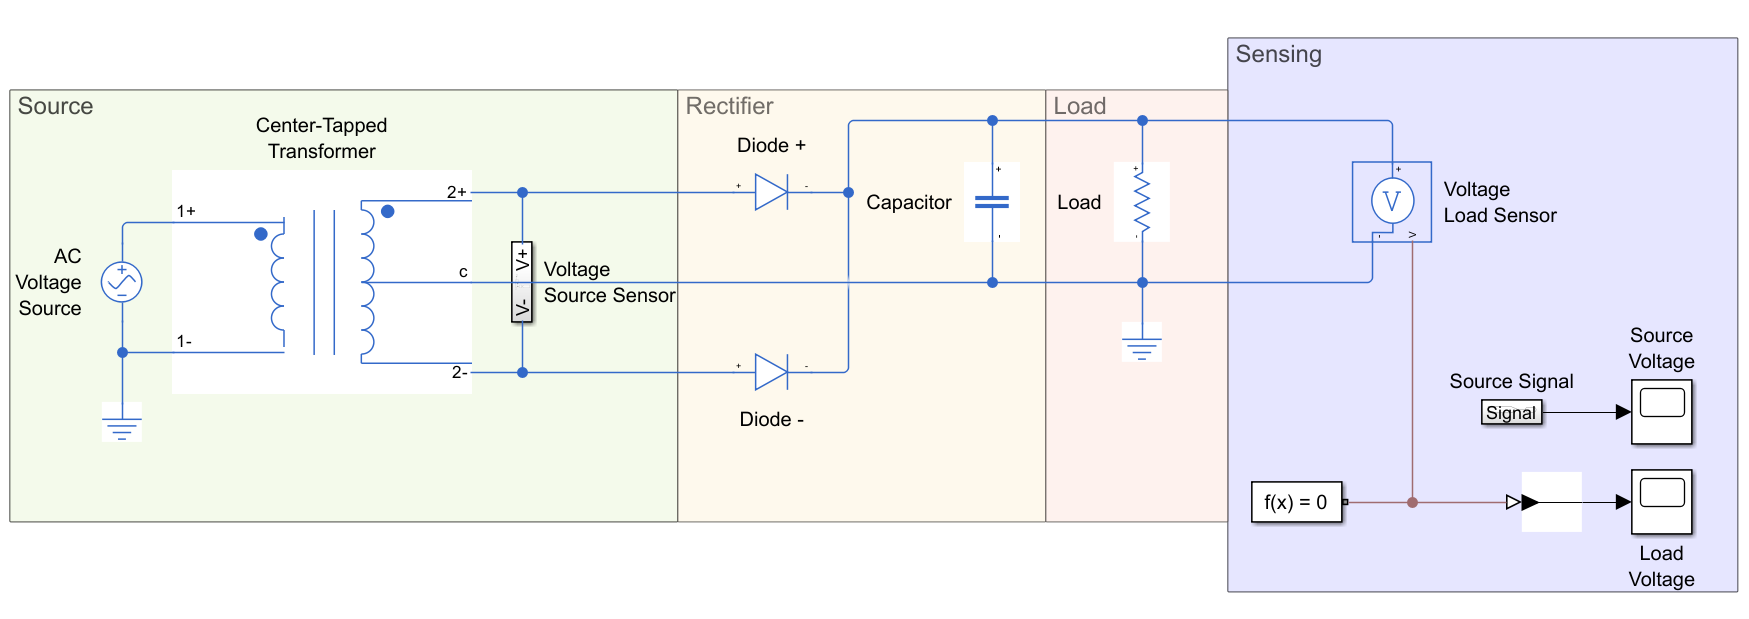 Sensing
Source
Rectifier
Load
Center-Tapped
Transformer
Diode +
2+
+
-
1+
+
+
+
Capacitor
Load
V
Voltage
Load Sensor
-
-
-
V
AC
Voltage
Source
+
-
c
V+
V-
Voltage
Source Sensor
1-
2-
+
-
Diode -
Source
Voltage
Source Signal
Signal
f(x) = 0
Load
Voltage